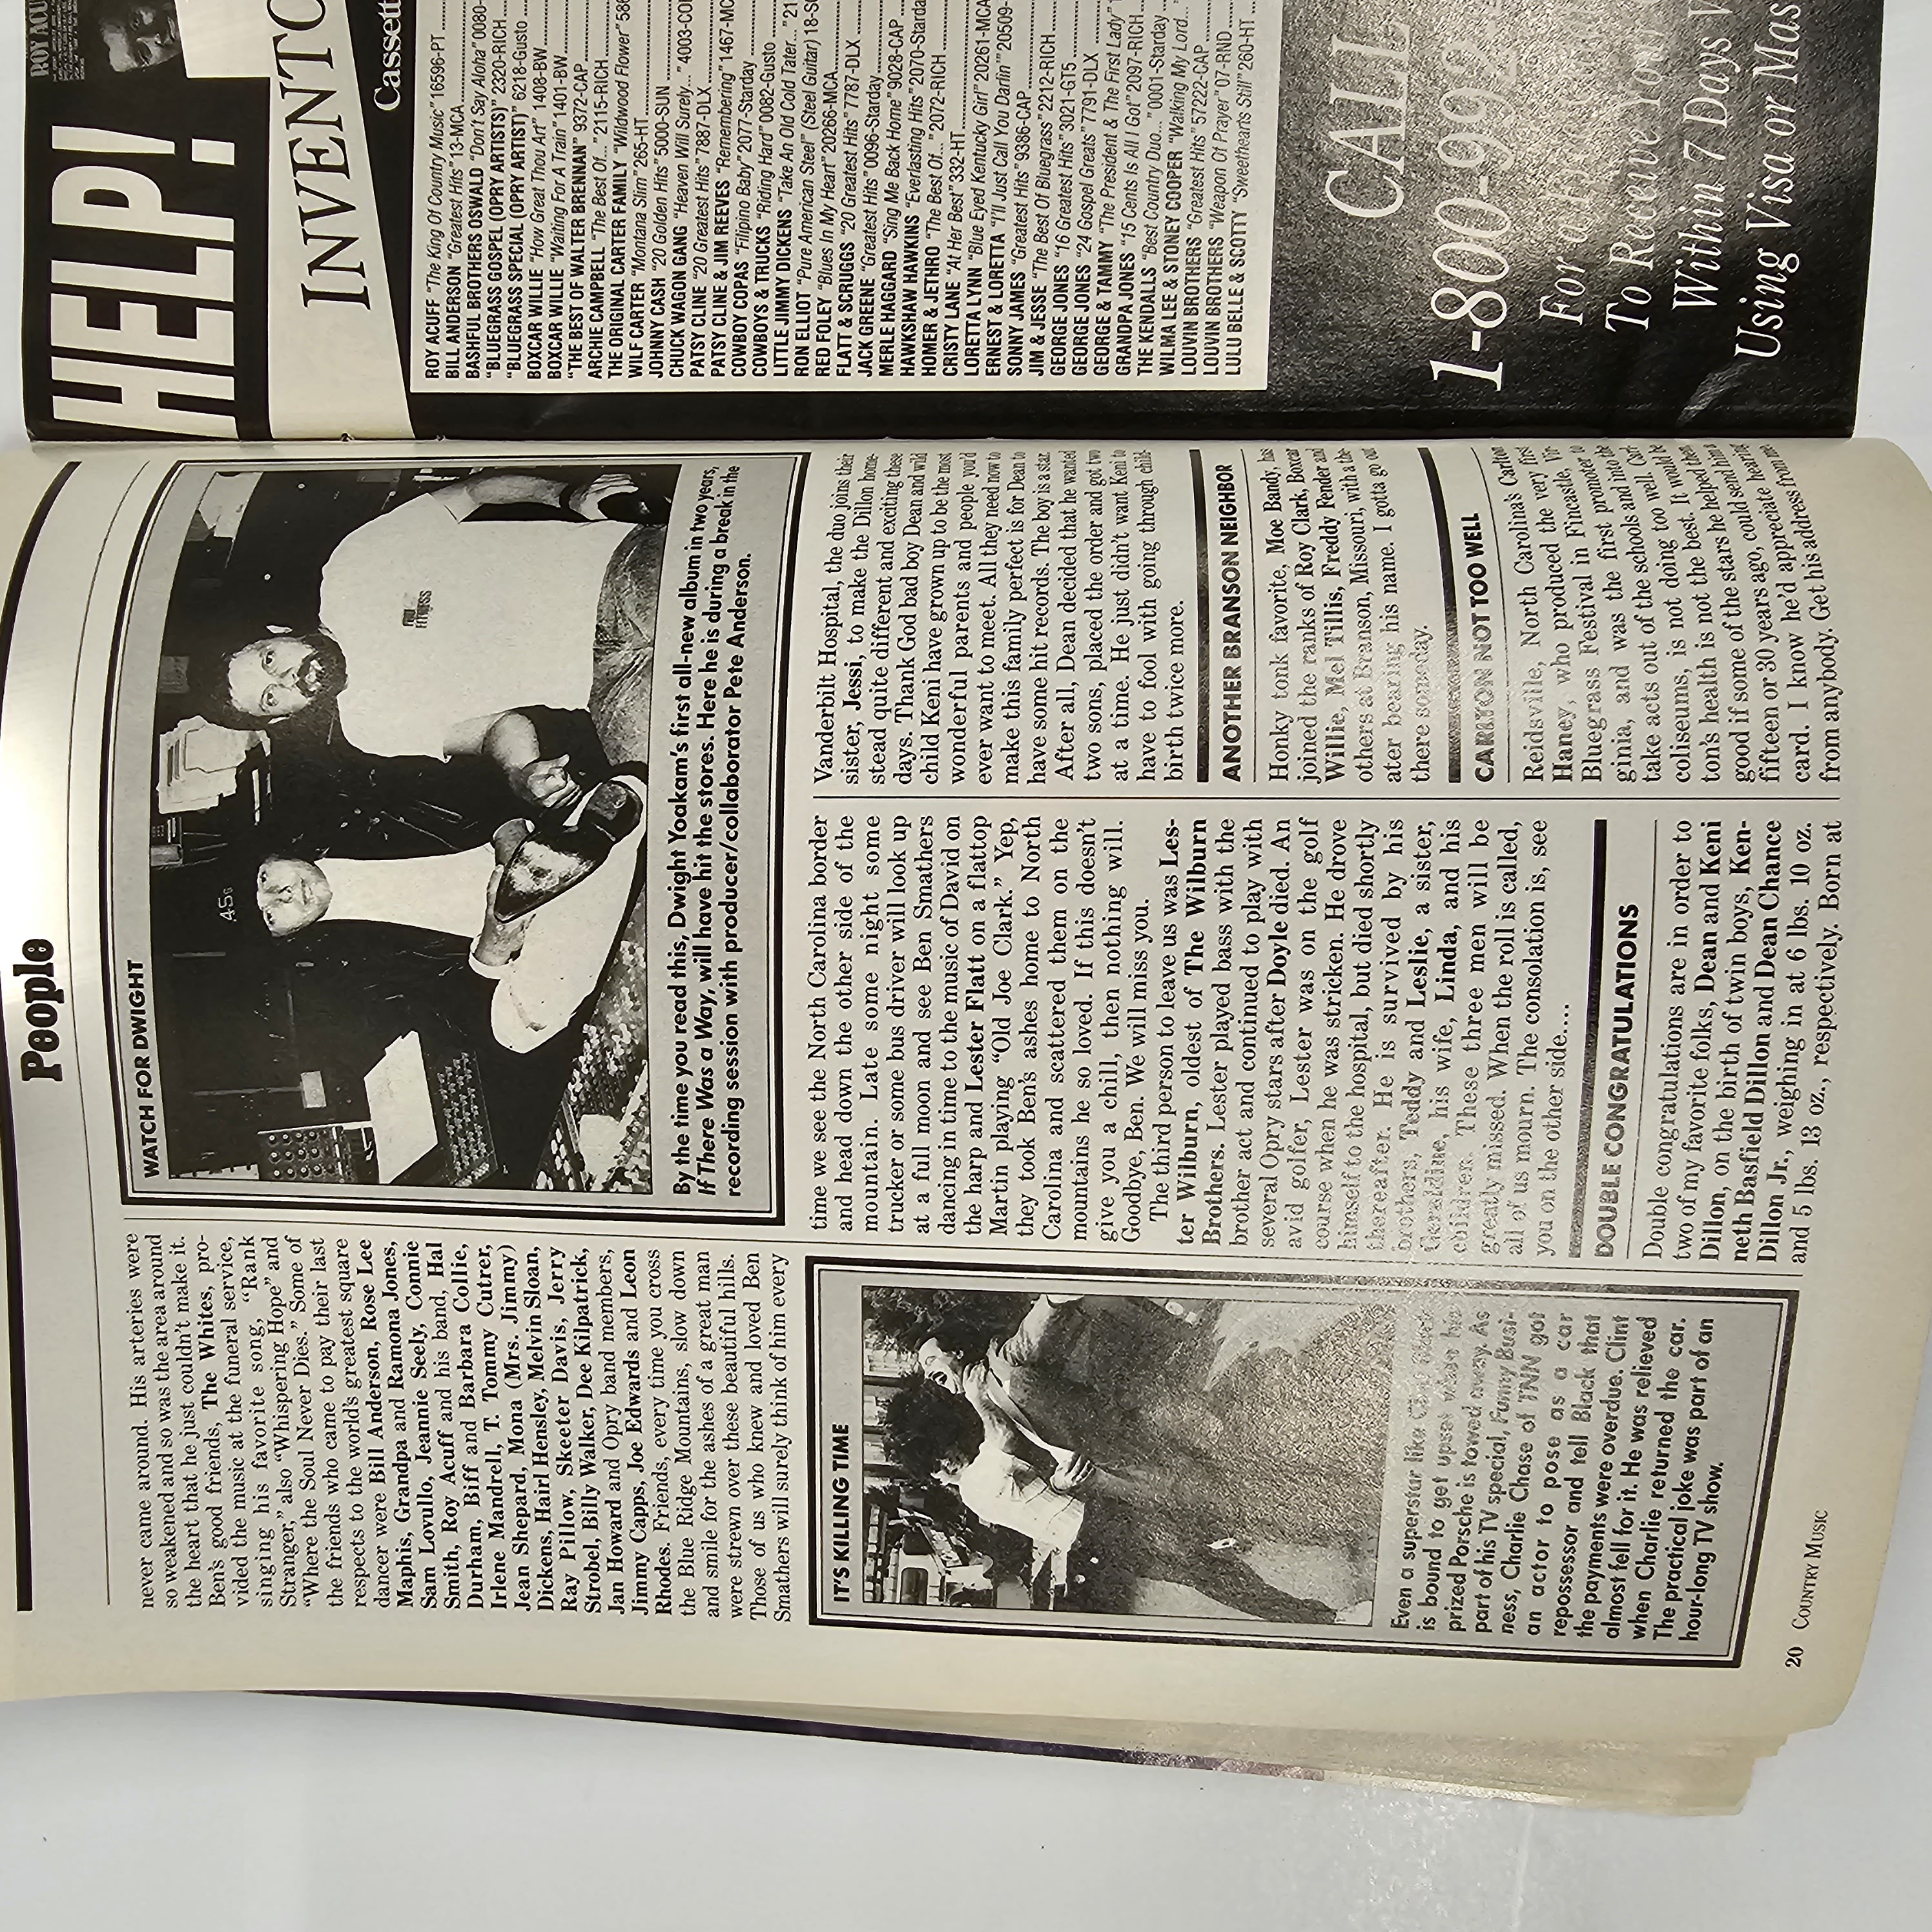 People
never came around. His arteries were
so weakened and so was the area around
the heart that he just couldn't make it.
Ben's good friends, The Whites, pro-
vided the music at the funeral service,
singing his favorite song, “Rank
Stranger,” also “Whispering Hope” and
“Where the Soul Never Dies.” Some of
the friends who came to pay their last
respects to the world's greatest square
dancer were Bill Anderson, Rose Lee
Maphis, Grandpa and Ramona Jones,
Sam Lovullo, Jeannie Seely, Connie
Smith, Roy Acuff and his band, Hal
Durham, Biff and Barbara Collie,
Irlene Mandrell, T. Tommy Cutrer,
Jean Shepard, Mona (Mrs. Jimmy)
Dickens, Hairl Hensley, Melvin Sloan,
Ray Pillow, Skeeter Davis, Jerry
Strobel, Billy Walker, Dee Kilpatrick,
Jan Howard and Opry band members,
Jimmy Capps, Joe Edwards and Leon
Rhodes. Friends, every time you cross
the Blue Ridge Mountains, slow down
and smile for the ashes of a great man
were strewn over these beautiful hills.
Those of us who knew and loved Ben
Smathers will surely think of him every
WATCH FOR DWIGHT
45s
FITNESS
By the time you read this, Dwight Yoakam's first all-new album in two years,
If There Was a Way, will have hit the stores. Here he is during a break in the
recording session with producer/collaborator Pete Anderson.
IT'S KILLING TIME
Even a superstar like Clint Black
is bound to get upset when his
prized Porsche is towed away. As
part of his TV special, Funny Busi-
ness, Charlie Chase of TNN got
an actor to pose as a car
repossessor and tell Black that
the payments were overdue. Clint
almost fell for it. He was relieved
when Charlie returned the car.
The practical joke was part of an
hour-long TV show.
time we see the North Carolina border
and head down the other side of the
mountain. Late some night some
trucker or some bus driver will look up
at a full moon and see Ben Smathers
dancing in time to the music of David on
the harp and Lester Flatt on a flattop
Martin playing “Old Joe Clark.” Yep,
they took Ben's ashes home to North
Carolina and scattered them on the
mountains he so loved. If this doesn't
give you a chill, then nothing will.
Goodbye, Ben. We will miss you.
The third person to leave us was Les-
ter Wilburn, oldest of The Wilburn
Brothers. Lester played bass with the
brother act and continued to play with
several Opry stars after Doyle died. An
avid golfer, Lester was on the golf
course when he was stricken. He drove
himself to the hospital, but died shortly
thereafter. He is survived by his
brothers, Teddy and Leslie, a sister,
Geraldine, his wife, Linda, and his
children. These three men will be
greatly missed. When the roll is called,
all of us mourn. The consolation is, see
you on the other side....
DOUBLE CONGRATULATIONS
Double congratulations are in order to
two of my favorite folks, Dean and Keni
Dillon, on the birth of twin boys, Ken-
neth Basfield Dillon and Dean Chance
Dillon Jr., weighing in at 6 lbs. 10 oz.
and 5 lbs. 13 oz., respectively. Born at
Vanderbilt Hospital, the duo joins their
sister, Jessi, to make the Dillon home-
stead quite different and exciting these
days. Thank God bad boy Dean and wild
child Keni have grown up to be the most
wonderful parents and people you'd
ever want to meet. All they need now to
make this family perfect is for Dean to
have some hit records. The boy is a star.
After all, Dean decided that he wanted
two sons, placed the order and got two
at a time. He just didn't want Keni to
have to fool with going through child-
birth twice more.
ANOTHER BRANSON NEIGHBOR
Honky tonk favorite, Moe Bandy, has
joined the ranks of Roy Clark, Boxcar
Willie, Mel Tillis, Freddy Fender and
others at Branson, Missouri, with a the-
ater bearing his name. I gotta go out
there someday.
CARLTON NOT TOO WELL
Reidsville, North Carolina's Carlton
Haney, who produced the very first
Bluegrass Festival in Fincastle, Vir-
ginia, and was the first promoter to
take acts out of the schools and into the
coliseums, is not doing too well. Carl-
ton's health is not the best. It would be
good if some of the stars he helped then,
fifteen or 30 years ago, could send him a
card. I know he'd appreciate hearing
from anybody. Get his address from me.
20 COUNTRY MUSIC
ROY ACU
HELP!
INVENTO
Cassett
ROY ACUFF “The King Of Country Music” 16596-PT
BILL ANDERSON “Greatest Hits” 13-MCA
BASHFUL BROTHERS OSWALD “Don't Say Aloha” 0080-
“BLUEGRASS GOSPEL (OPRY ARTISTS)” 2320-RICH
“BLUEGRASS SPECIAL (OPRY ARTIST)” 6218-Gusto
BOXCAR WILLIE “How Great Thou Art” 1408-BW
BOXCAR WILLIE “Waiting For A Train” 1401-BW
“THE BEST OF WALTER BRENNAN” 9372-CAP
ARCHIE CAMPBELL “The Best Of...” 2115-RICH
THE ORIGINAL CARTER FAMILY “Wildwood Flower” 586
WILF CARTER “Montana Slim” 265-HT
JOHNNY CASH “20 Golden Hits” 5000-SUN
CHUCK WAGON GANG “Heaven Will Surely...” 4003-COL
PATSY CLINE “20 Greatest Hits” 7887-DLX
PATSY CLINE & JIM REEVES “Remembering” 1467-MC
COWBOY COPAS “Filipino Baby” 2077-Starday
COWBOYS & TRUCKS “Riding Hard” 0082-Gusto
LITTLE JIMMY DICKENS “Take An Old Cold Tater...” 21
RON ELLIOT “Pure American Steel” (Steel Guitar) 18-S
RED FOLEY “Blues In My Heart” 20266-MCA
FLATT & SCRUGGS “20 Greatest Hits” 7787-DLX
JACK GREENE “Greatest Hits” 0096-Starday
MERLE HAGGARD “Sing Me Back Home” 9028-CAP
HAWKSHAW HAWKINS “Everlasting Hits” 2070-Starda
HOMER & JETHRO “The Best Of...” 2072-RICH
CRISTY LANE “At Her Best” 332-HT
LORETTA LYNN “Blue Eyed Kentucky Girl” 20261-MCA
ERNEST & LORETTA “I'll Just Call You Darlin'” 20509-
SONNY JAMES “Greatest Hits” 9386-CAP
JIM & JESSE “The Best Of Bluegrass” 2212-RICH
GEORGE JONES “16 Greatest Hits” 3021-GT5
GEORGE JONES “24 Gospel Greats” 7791-DLX
GEORGE & TAMMY “The President & The First Lady”
GRANDPA JONES “15 Cents Is All I Got” 2097-RICH
THE KENDALLS “Best Country Duo...” 0001-Starday
WILMA LEE & STONEY COOPER “Walking My Lord...”
LOUVIN BROTHERS “Greatest Hits” 57222-CAP
LOUVIN BROTHERS “Weapon Of Prayer” 07-RND
LULU BELLE & SCOTTY “Sweethearts Still” 260-HT
CALL
1-800-992-
For a
To Receive Your
Within 7 Days
Using Visa or Mas